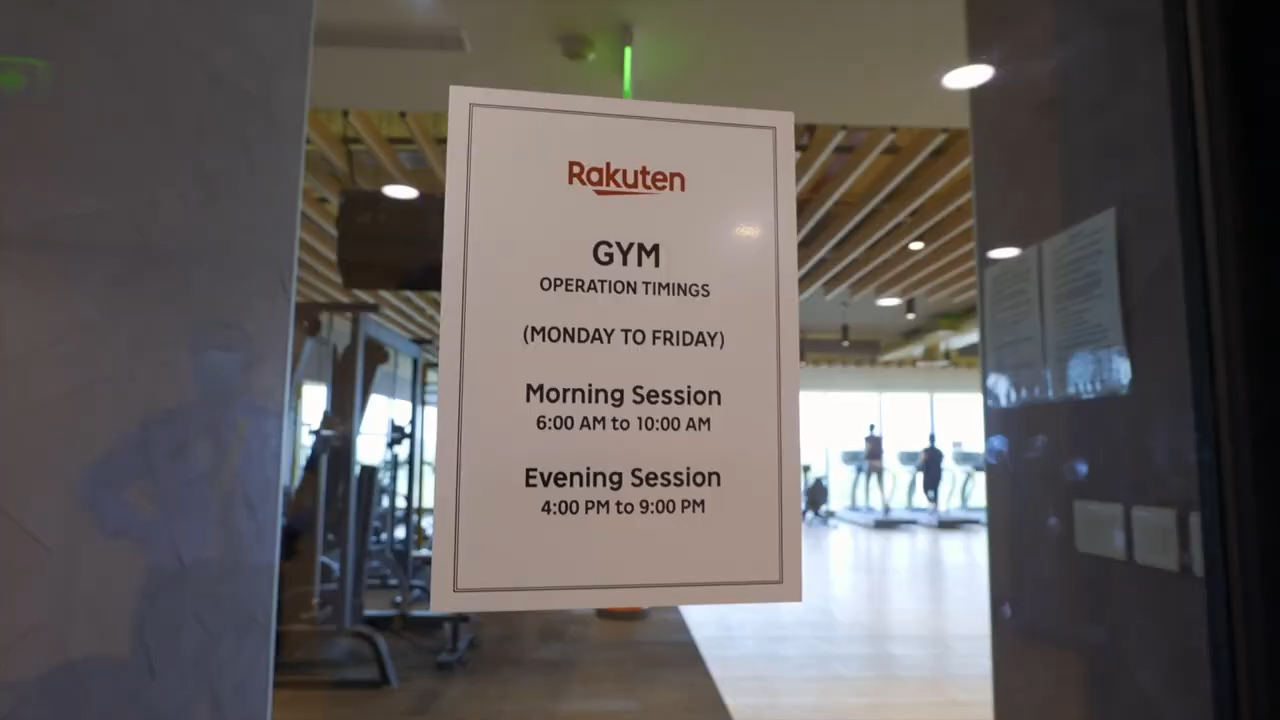 Rakuten
GYM
OPERATION TIMINGS
(MONDAY TO FRIDAY)
Morning Session
6:00 AM to 10:00 AM
Evening Session
4:00 PM to 9:00 PM